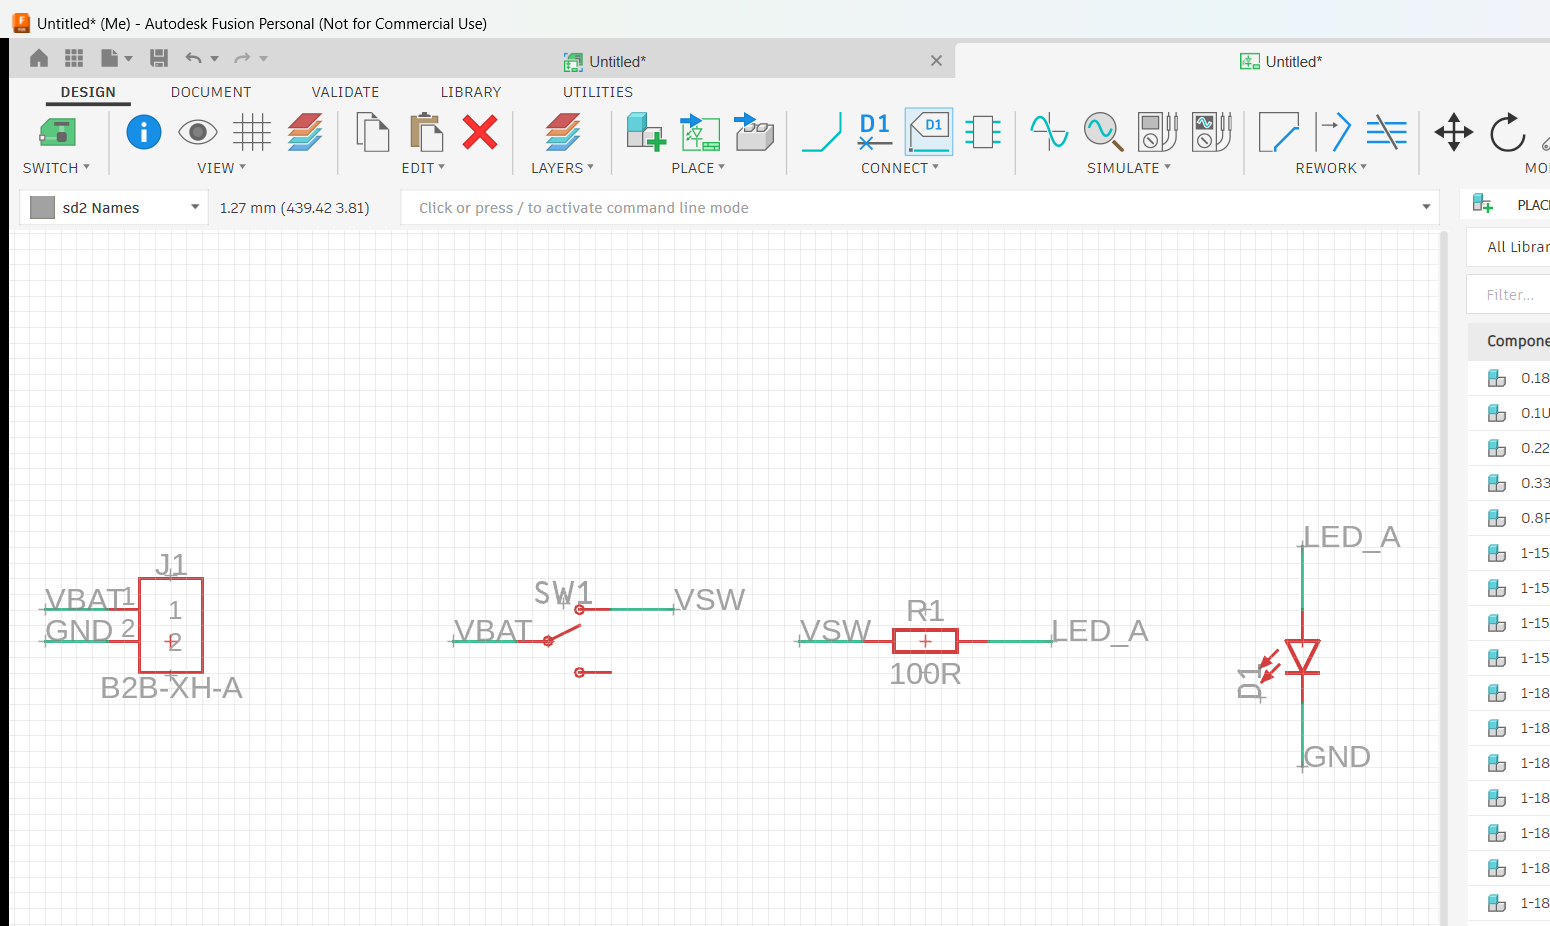 Untitled* (Me) - Autodesk Fusion Personal (Not for Commercial Use)
Untitled*
Untitled*
DESIGN DOCUMENT VALIDATE LIBRARY UTILITIES
D1
D1
SWITCH VIEW EDIT LAYERS PLACE CONNECT SIMULATE REWORK
sd2 Names
1.27 mm (439.42 3.81)
Click or press / to activate command line mode
All Librar
Filter...
Compone
0.18
0.1U
0.22
0.33
0.8F
1-15
1-15
1-15
1-15
1-18
1-18
1-18
1-18
1-18
1-18
1-18
LED_A
J1
VBAT 1 1
GND 2 2
B2B-XH-A
SW1
VSW
VBAT
R1
VSW
LED_A
100R
D1
GND